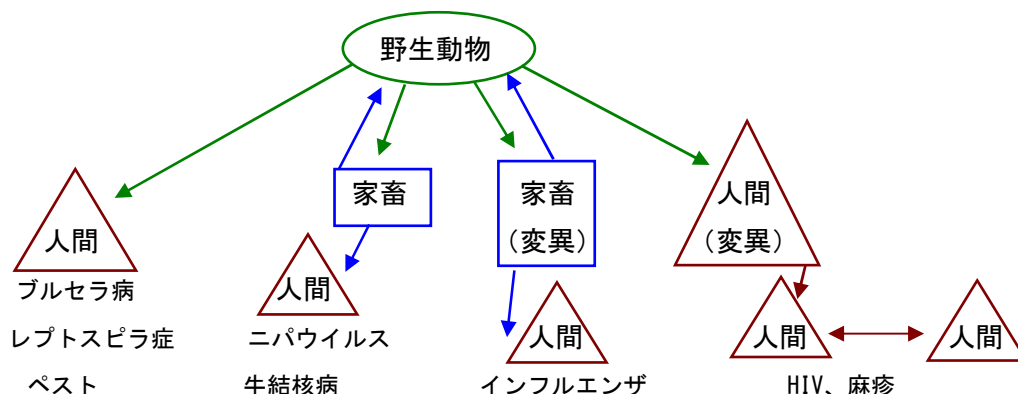 野生動物
家畜
家畜
(変異)
人間
(変異)
人間
人間
人間
人間
人間
ブルセラ病
レプトスピラ症
ペスト
ニパウイルス
牛結核病
インフルエンザ
HIV、麻疹